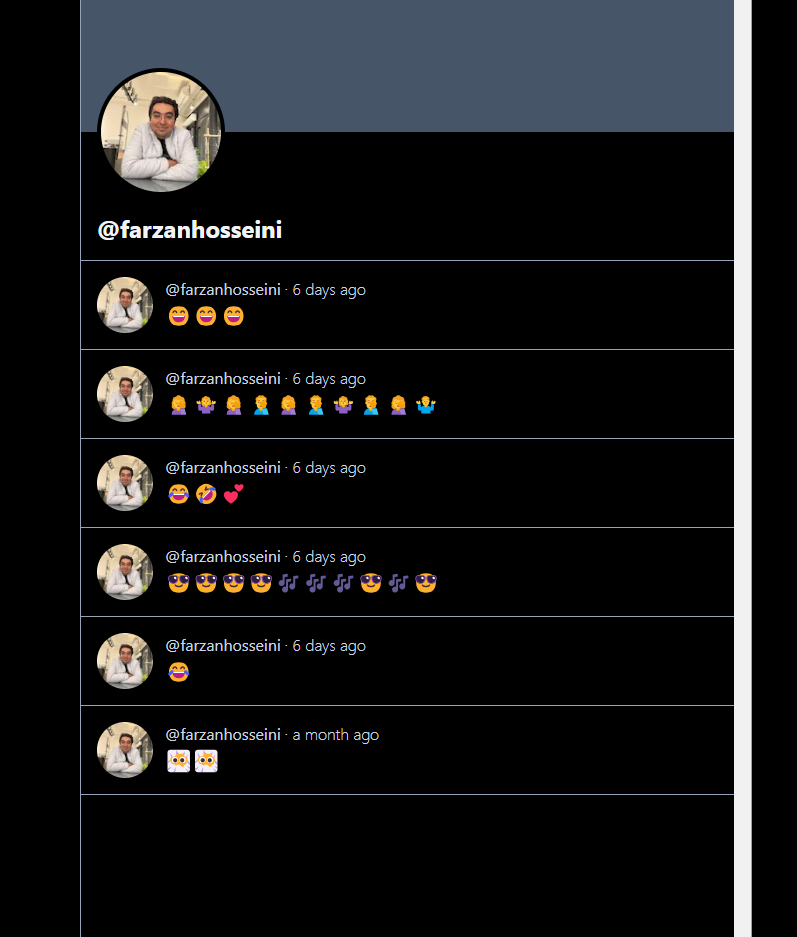 @farzanhosseini
@farzanhosseini · 6 days ago
😄😄😄
@farzanhosseini · 6 days ago
🤦‍♀️🤷‍♀️🤦‍♀️🤦‍♂️🤦‍♀️🤦‍♂️🤷‍♀️🤦‍♂️🤦‍♀️🤷‍♂️
@farzanhosseini · 6 days ago
😂🤣💕
@farzanhosseini · 6 days ago
😎😎😎😎🎶🎶🎶😎🎶😎
@farzanhosseini · 6 days ago
😂
@farzanhosseini · a month ago